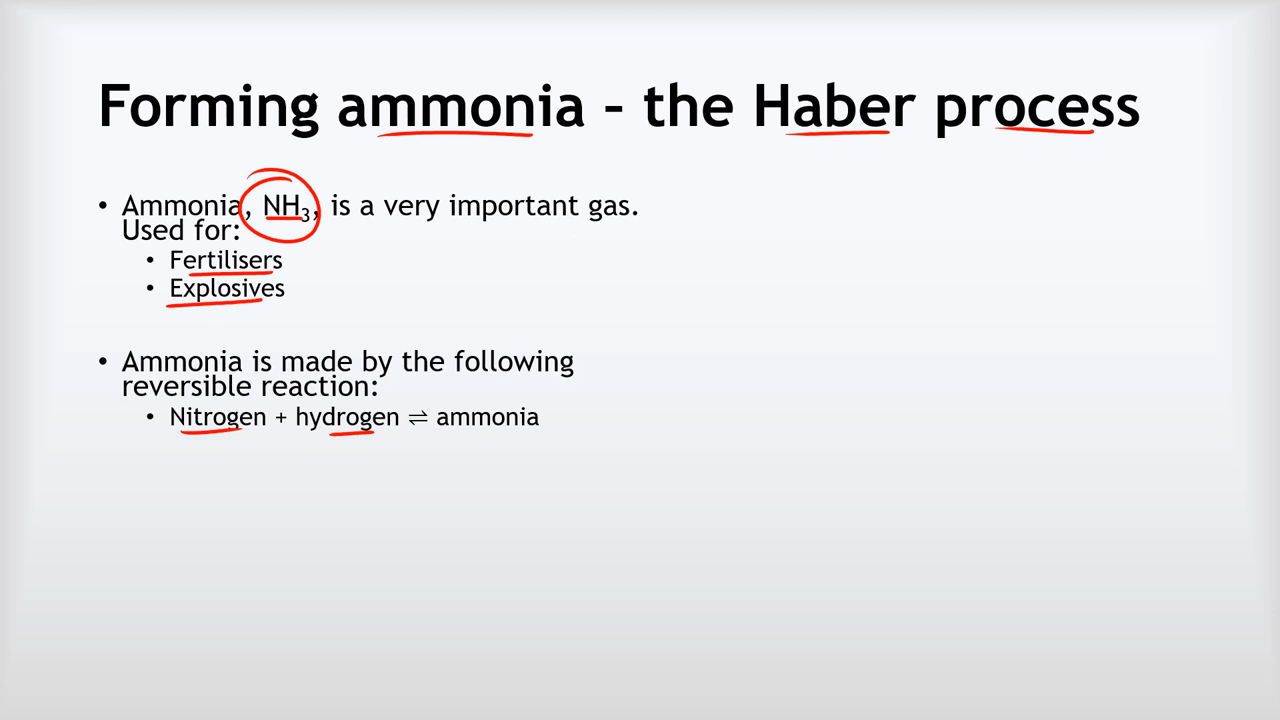 Forming ammonia – the Haber process
• Ammonia, NH₃, is a very important gas.
Used for:
• Fertilisers
• Explosives
• Ammonia is made by the following
reversible reaction:
• Nitrogen + hydrogen ⇌ ammonia